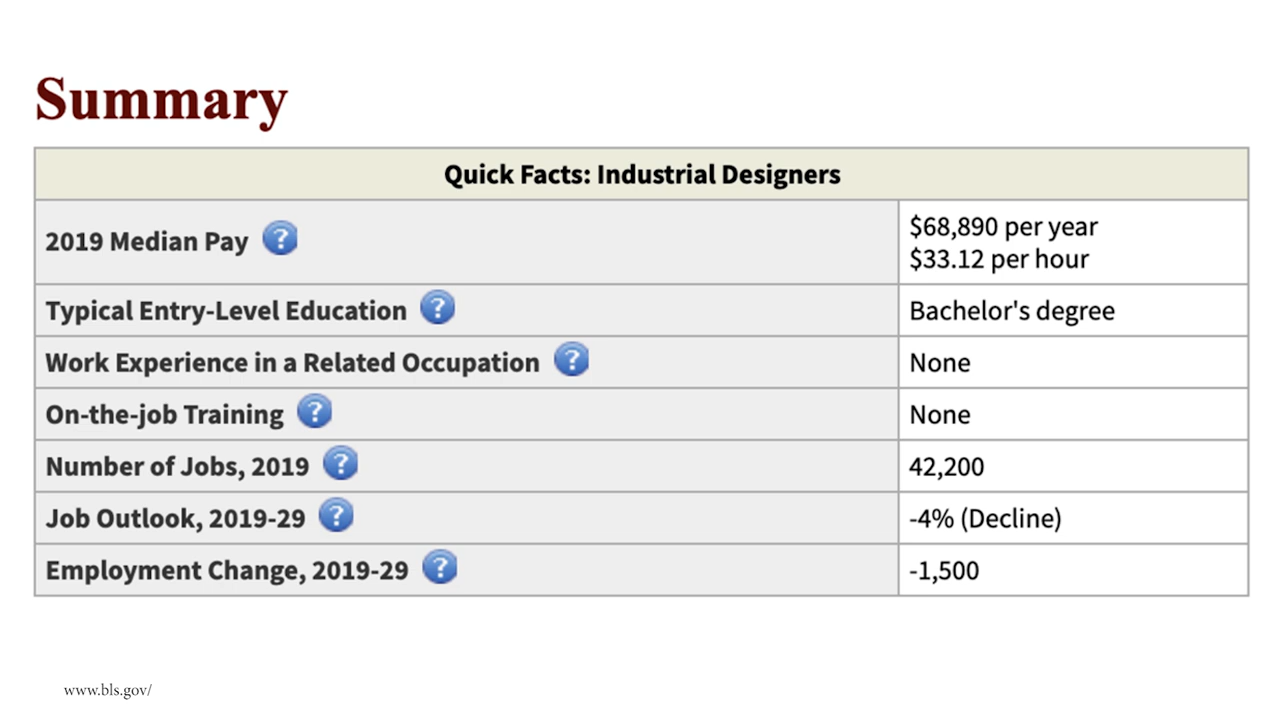 Summary
Quick Facts: Industrial Designers
2019 Median Pay ?
$68,890 per year
$33.12 per hour
Typical Entry-Level Education ?
Bachelor's degree
Work Experience in a Related Occupation ?
None
On-the-job Training ?
None
Number of Jobs, 2019 ?
42,200
Job Outlook, 2019-29 ?
-4% (Decline)
Employment Change, 2019-29 ?
-1,500
www.bls.gov/